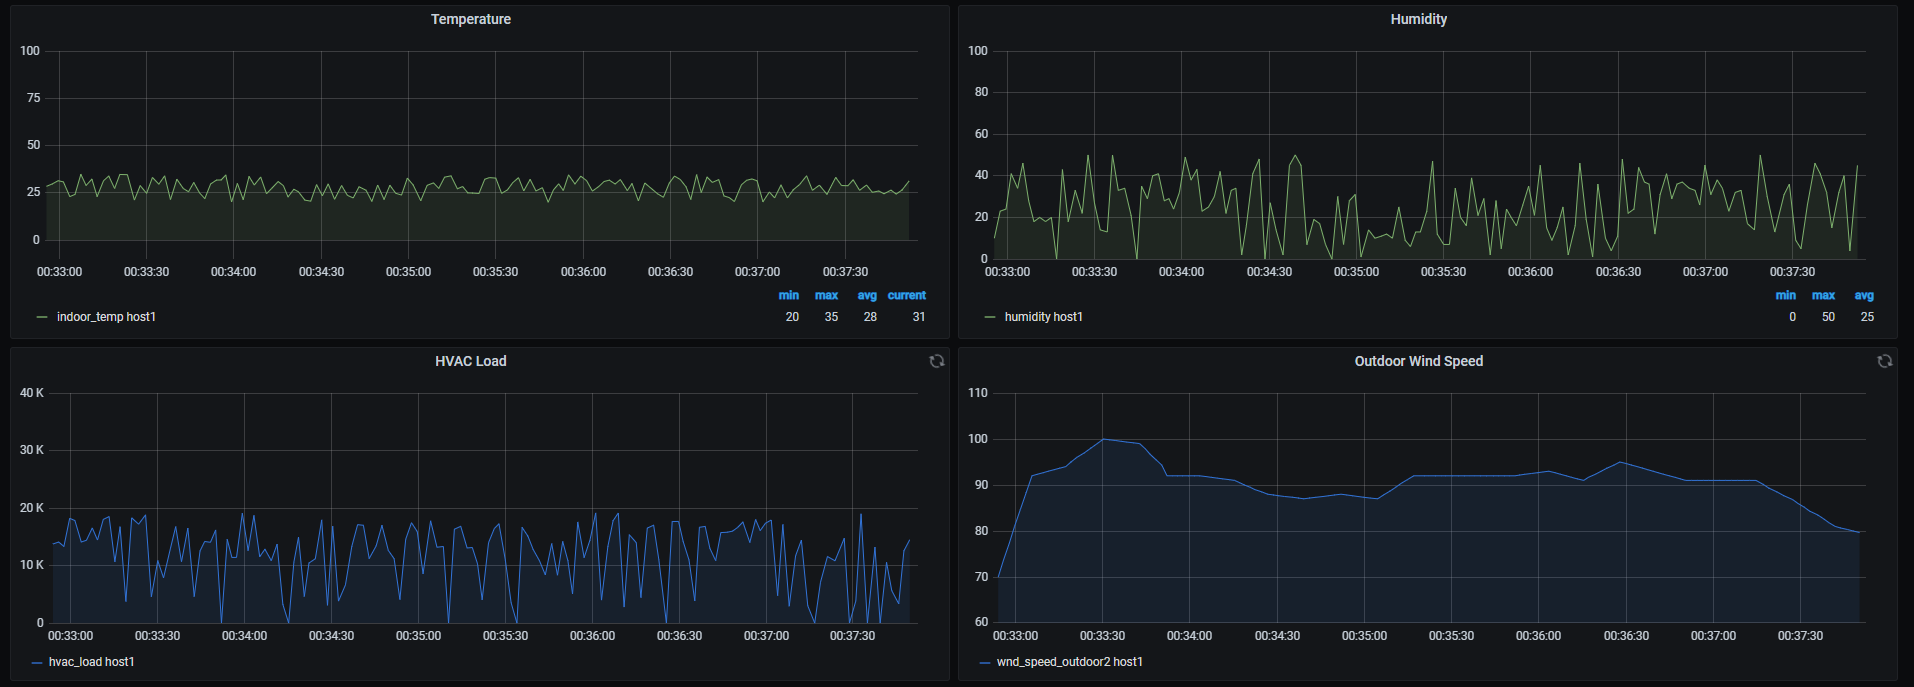 Temperature
100
75
50
25
0
00:33:00 00:33:30 00:34:00 00:34:30 00:35:00 00:35:30 00:36:00 00:36:30 00:37:00 00:37:30
min max avg current
indoor_temp host1 20 35 28 31
Humidity
100
80
60
40
20
0
00:33:00 00:33:30 00:34:00 00:34:30 00:35:00 00:35:30 00:36:00 00:36:30 00:37:00 00:37:30
min max avg
humidity host1 0 50 25
HVAC Load
40 K
30 K
20 K
10 K
0
00:33:00 00:33:30 00:34:00 00:34:30 00:35:00 00:35:30 00:36:00 00:36:30 00:37:00 00:37:30
hvac_load host1
Outdoor Wind Speed
110
100
90
80
70
60
00:33:00 00:33:30 00:34:00 00:34:30 00:35:00 00:35:30 00:36:00 00:36:30 00:37:00 00:37:30
wnd_speed_outdoor2 host1